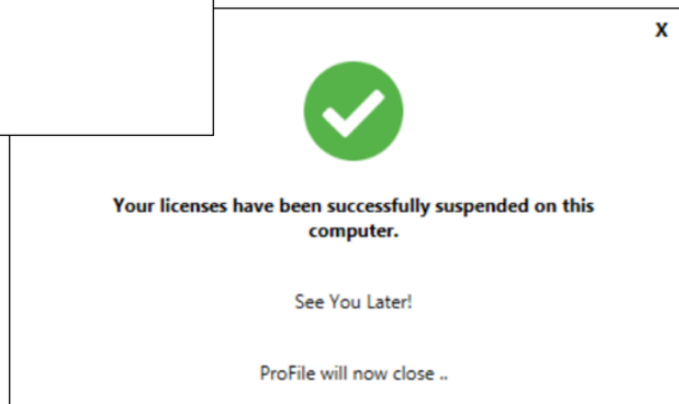 X
Your licenses have been successfully suspended on this
computer.
See You Later!
ProFile will now close ..